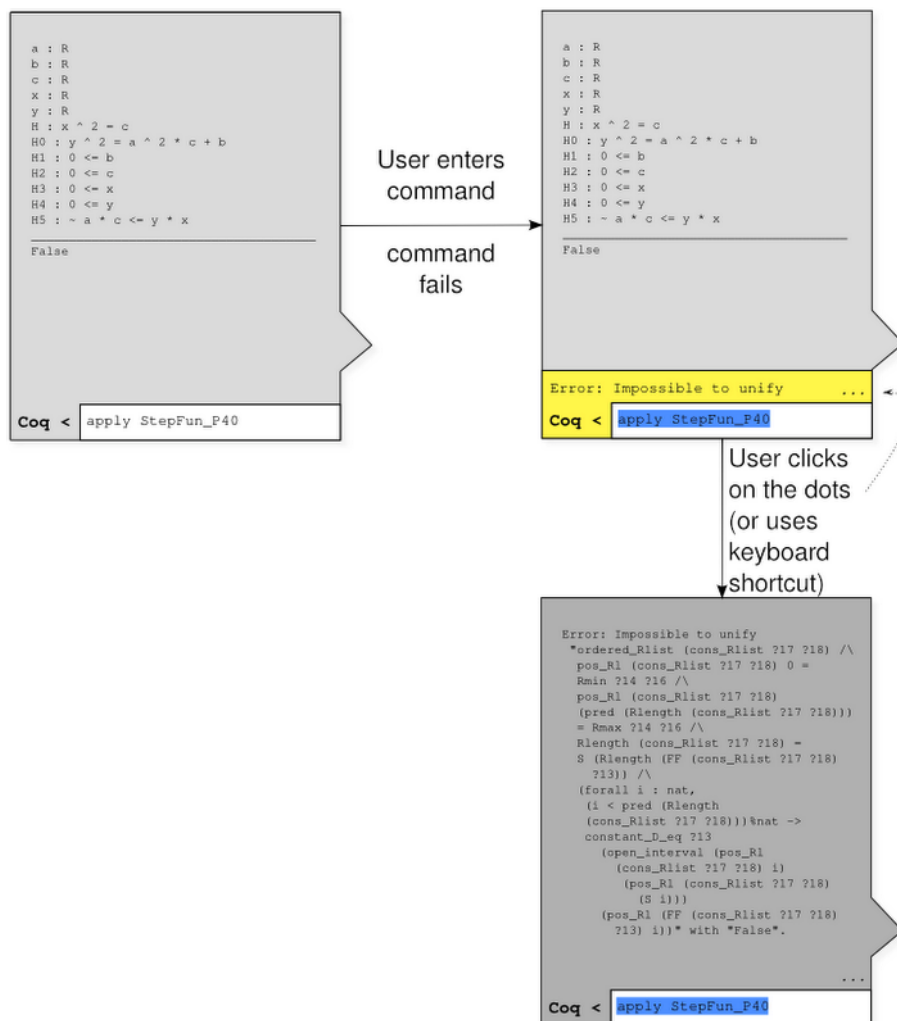 a : R
b : R
c : R
x : R
y : R
H : x ^ 2 = c
H0 : y ^ 2 = a ^ 2 * c + b
H1 : 0 <= b
H2 : 0 <= c
H3 : 0 <= x
H4 : 0 <= y
H5 : ~ a * c <= y * x
False
Coq < apply StepFun_P40
User enters
command
command
fails
a : R
b : R
c : R
x : R
y : R
H : x ^ 2 = c
H0 : y ^ 2 = a ^ 2 * c + b
H1 : 0 <= b
H2 : 0 <= c
H3 : 0 <= x
H4 : 0 <= y
H5 : ~ a * c <= y * x
False
Error: Impossible to unify ...
Coq < apply StepFun_P40
User clicks
on the dots
(or uses
keyboard
shortcut)
Error: Impossible to unify
"ordered_Rlist (cons_Rlist ?17 ?18) /\
pos_Rl (cons_Rlist ?17 ?18) 0 =
Rmin ?14 ?16 /\
pos_Rl (cons_Rlist ?17 ?18)
(pred (Rlength (cons_Rlist ?17 ?18)))
= Rmax ?14 ?16 /\
Rlength (cons_Rlist ?17 ?18) =
S (Rlength (FF (cons_Rlist ?17 ?18)
?13)) /\
(forall i : nat,
(i < pred (Rlength
(cons_Rlist ?17 ?18)))%nat ->
constant_D_eq ?13
(open_interval (pos_Rl
(cons_Rlist ?17 ?18) i)
(pos_Rl (cons_Rlist ?17 ?18)
(S i)))
(pos_Rl (FF (cons_Rlist ?17 ?18)
?13) i))" with "False".
...
Coq < apply StepFun_P40